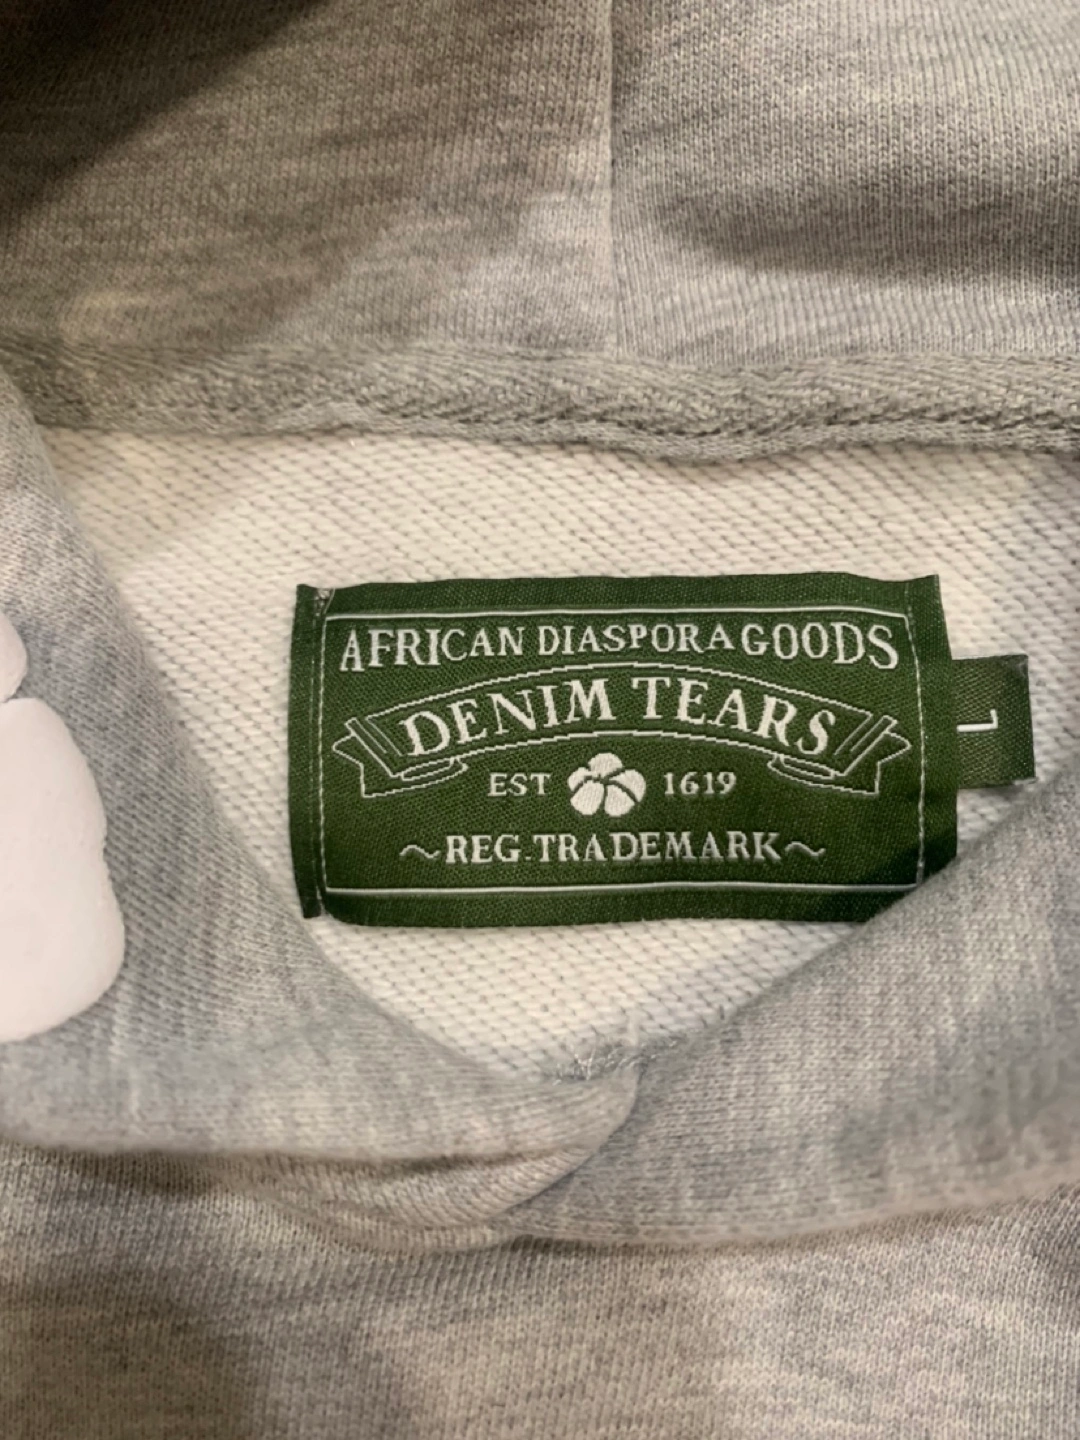 AFRICAN DIASPORA GOODS
DENIM TEARS
EST 1619
~REG. TRADEMARK~
L